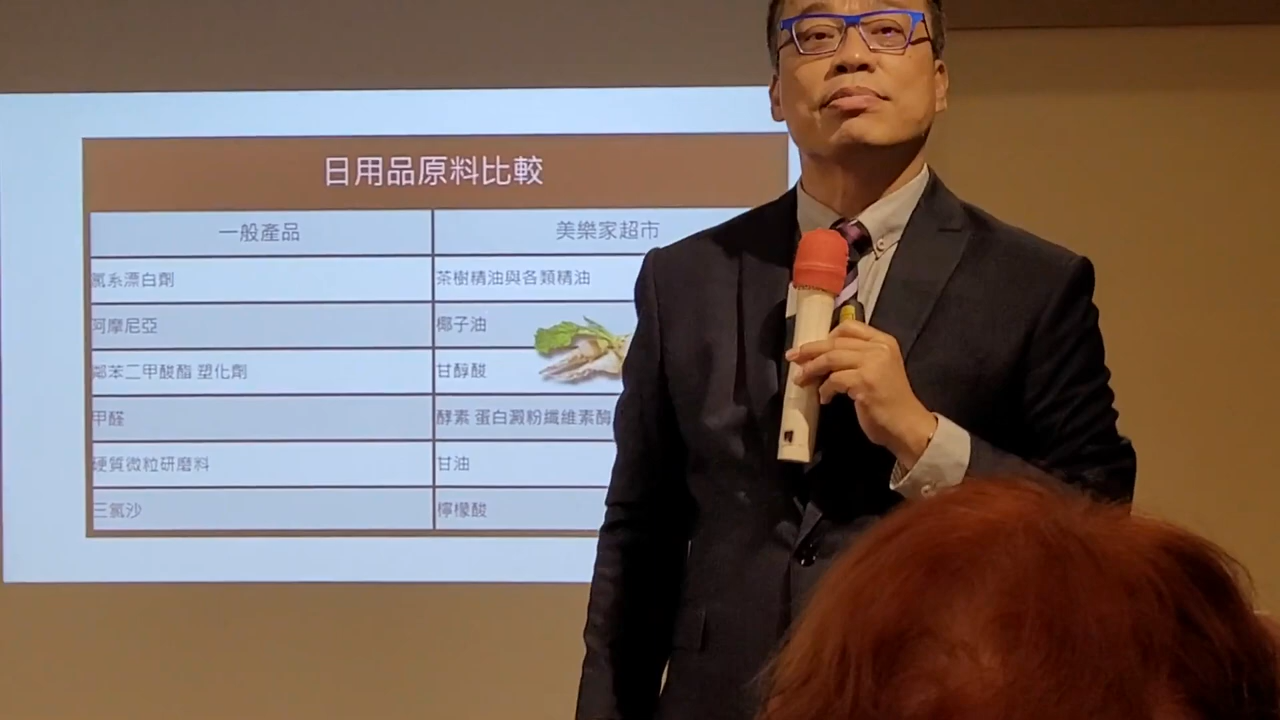 日用品原料比較
一般產品 美樂家超市
氯系漂白劑 茶樹精油與各類精油
阿摩尼亞 椰子油
鄰苯二甲酸酯 塑化劑 甘醇酸
甲醛 酵素 蛋白澱粉纖維素酶
硬質微粒研磨料 甘油
三氯沙 檸檬酸